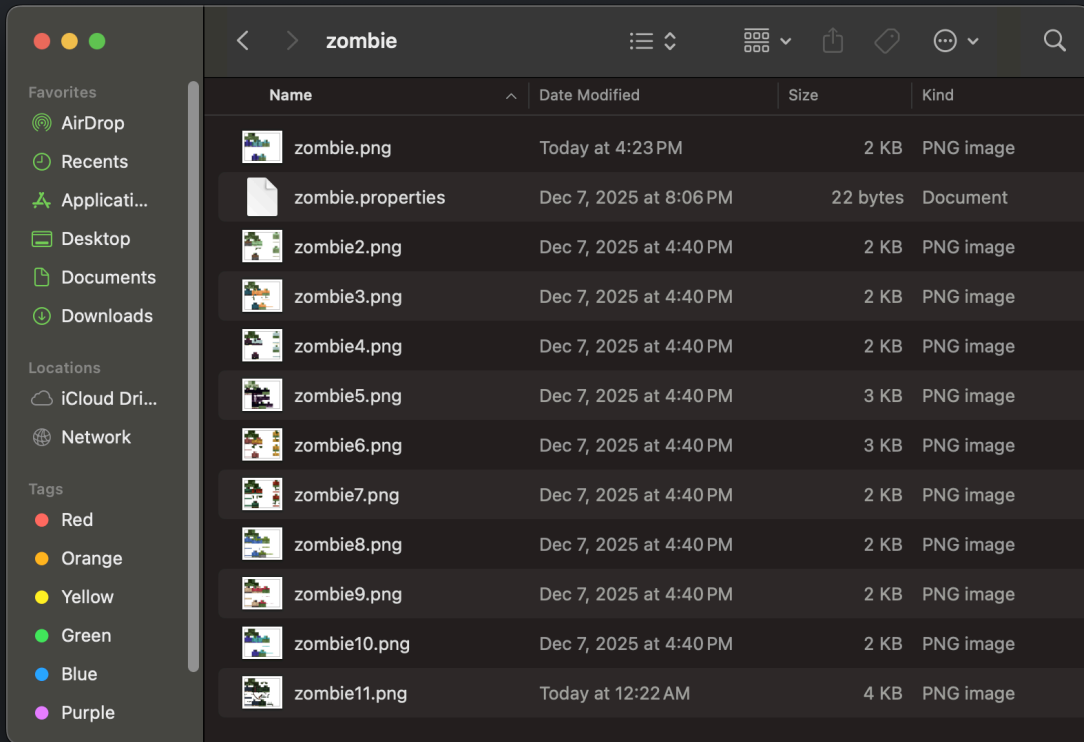 zombie
Favorites
AirDrop
Recents
Applicati...
Desktop
Documents
Downloads
Locations
iCloud Dri...
Network
Tags
Red
Orange
Yellow
Green
Blue
Purple
Name Date Modified Size Kind
zombie.png Today at 4:23 PM 2 KB PNG image
zombie.properties Dec 7, 2025 at 8:06 PM 22 bytes Document
zombie2.png Dec 7, 2025 at 4:40 PM 2 KB PNG image
zombie3.png Dec 7, 2025 at 4:40 PM 2 KB PNG image
zombie4.png Dec 7, 2025 at 4:40 PM 2 KB PNG image
zombie5.png Dec 7, 2025 at 4:40 PM 3 KB PNG image
zombie6.png Dec 7, 2025 at 4:40 PM 3 KB PNG image
zombie7.png Dec 7, 2025 at 4:40 PM 2 KB PNG image
zombie8.png Dec 7, 2025 at 4:40 PM 2 KB PNG image
zombie9.png Dec 7, 2025 at 4:40 PM 2 KB PNG image
zombie10.png Dec 7, 2025 at 4:40 PM 2 KB PNG image
zombie11.png Today at 12:22 AM 4 KB PNG image